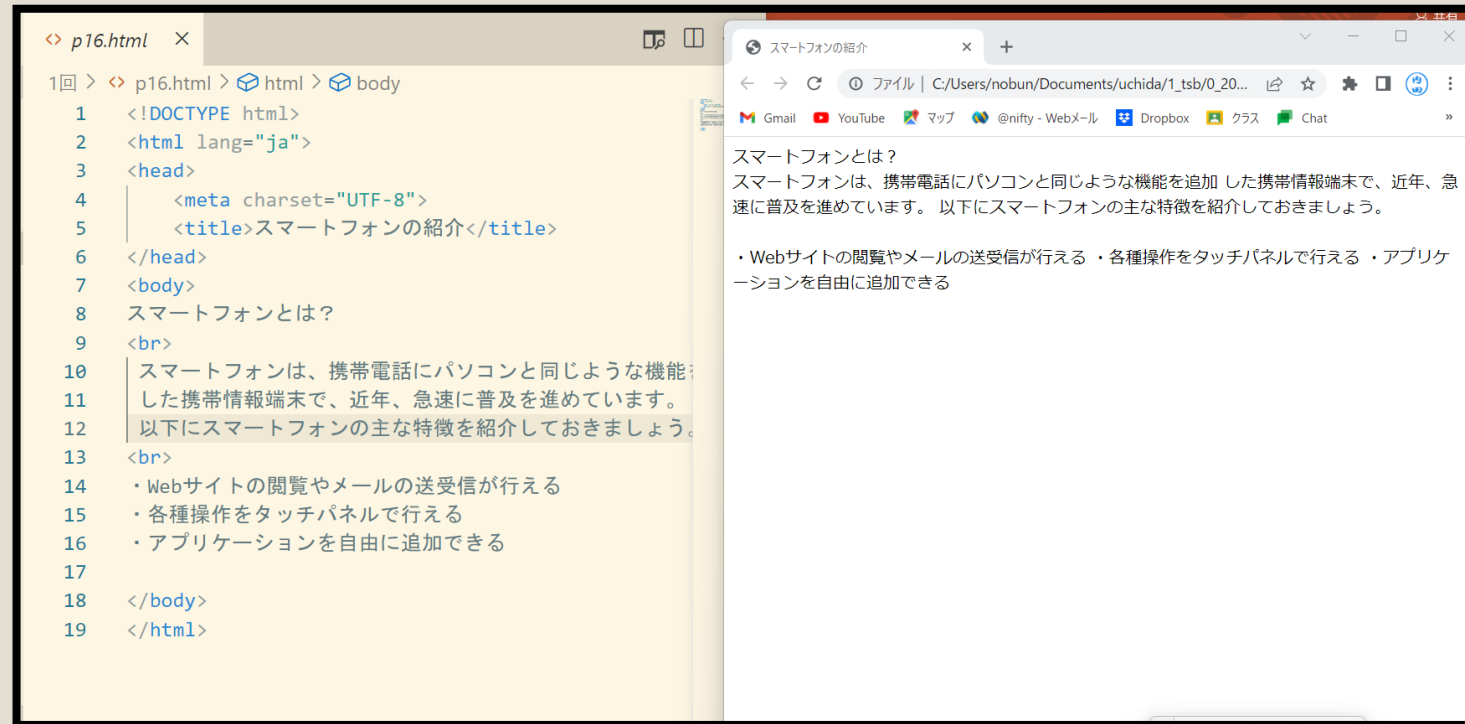 p16.html
1回 > p16.html > html > body
1 <!DOCTYPE html>
2 <html lang="ja">
3 <head>
4 <meta charset="UTF-8">
5 <title>スマートフォンの紹介</title>
6 </head>
7 <body>
8 スマートフォンとは？
9 <br>
10 スマートフォンは、携帯電話にパソコンと同じような機能
11 した携帯情報端末で、近年、急速に普及を進めています。
12 以下にスマートフォンの主な特徴を紹介しておきましょう。
13 <br>
14 ・Webサイトの閲覧やメールの送受信が行える
15 ・各種操作をタッチパネルで行える
16 ・アプリケーションを自由に追加できる
17
18 </body>
19 </html>
共有
スマートフォンの紹介
ファイル | C:/Users/nobun/Documents/uchida/1_tsb/0_20...
内田
Gmail YouTube マップ @nifty - Webメール Dropbox クラス Chat »
スマートフォンとは？
スマートフォンは、携帯電話にパソコンと同じような機能を追加 した携帯情報端末で、近年、急
速に普及を進めています。 以下にスマートフォンの主な特徴を紹介しておきましょう。
・Webサイトの閲覧やメールの送受信が行える ・各種操作をタッチパネルで行える ・アプリケ
ーションを自由に追加できる